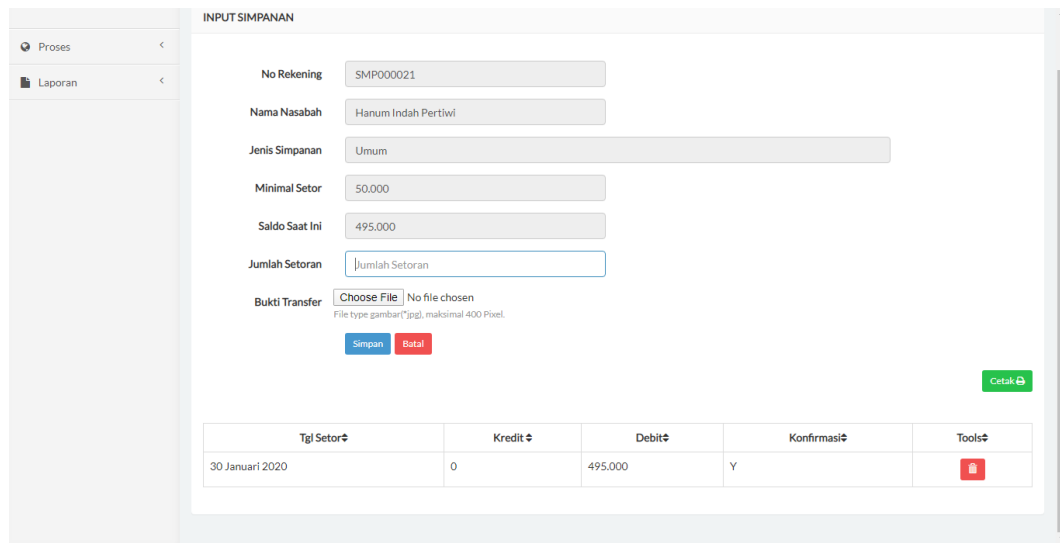 INPUT SIMPANAN
Proses
Laporan
No Rekening SMP000021
Nama Nasabah Hanum Indah Pertiwi
Jenis Simpanan Umum
Minimal Setor 50.000
Saldo Saat Ini 495.000
Jumlah Setoran Jumlah Setoran
Bukti Transfer Choose File No file chosen
File type gambar(*jpg), maksimal 400 Pixel.
Simpan Batal
Cetak
Tgl Setor Kredit Debit Konfirmasi Tools
30 Januari 2020 0 495.000 Y